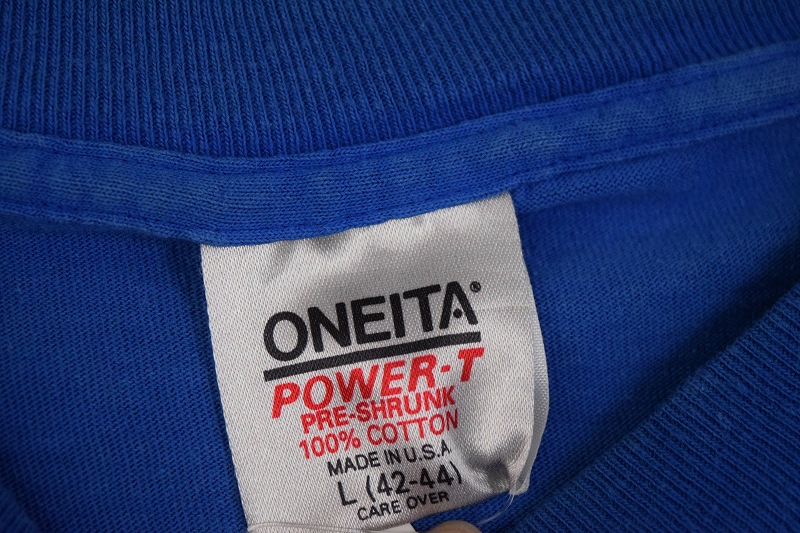 ONEITA®
POWER-T
PRE-SHRUNK
100% COTTON
MADE IN U.S.A
L (42-44)
CARE OVER